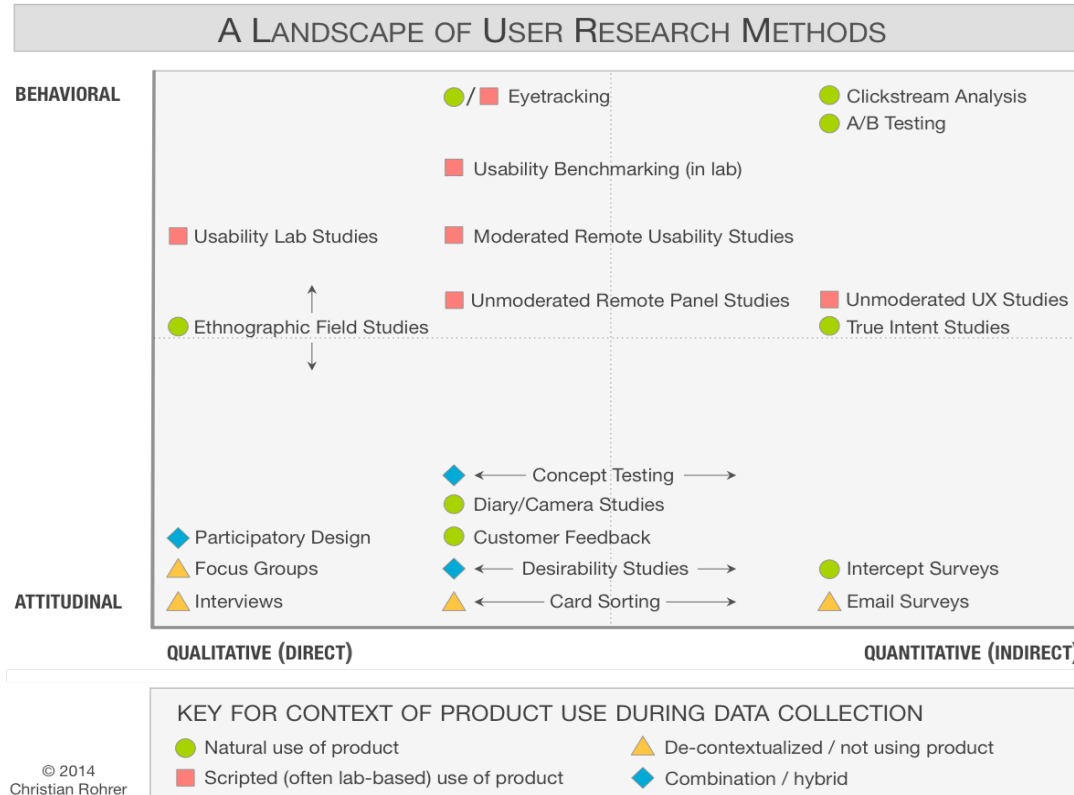 A LANDSCAPE OF USER RESEARCH METHODS
BEHAVIORAL
/ Eyetracking
Clickstream Analysis
A/B Testing
Usability Benchmarking (in lab)
Usability Lab Studies
Moderated Remote Usability Studies
Unmoderated Remote Panel Studies
Unmoderated UX Studies
Ethnographic Field Studies
True Intent Studies
Concept Testing
Diary/Camera Studies
Participatory Design
Customer Feedback
Focus Groups
Desirability Studies
Intercept Surveys
ATTITUDINAL
Interviews
Card Sorting
Email Surveys
QUALITATIVE (DIRECT)
QUANTITATIVE (INDIRECT)
KEY FOR CONTEXT OF PRODUCT USE DURING DATA COLLECTION
Natural use of product
De-contextualized / not using product
Scripted (often lab-based) use of product
Combination / hybrid
© 2014
Christian Rohrer